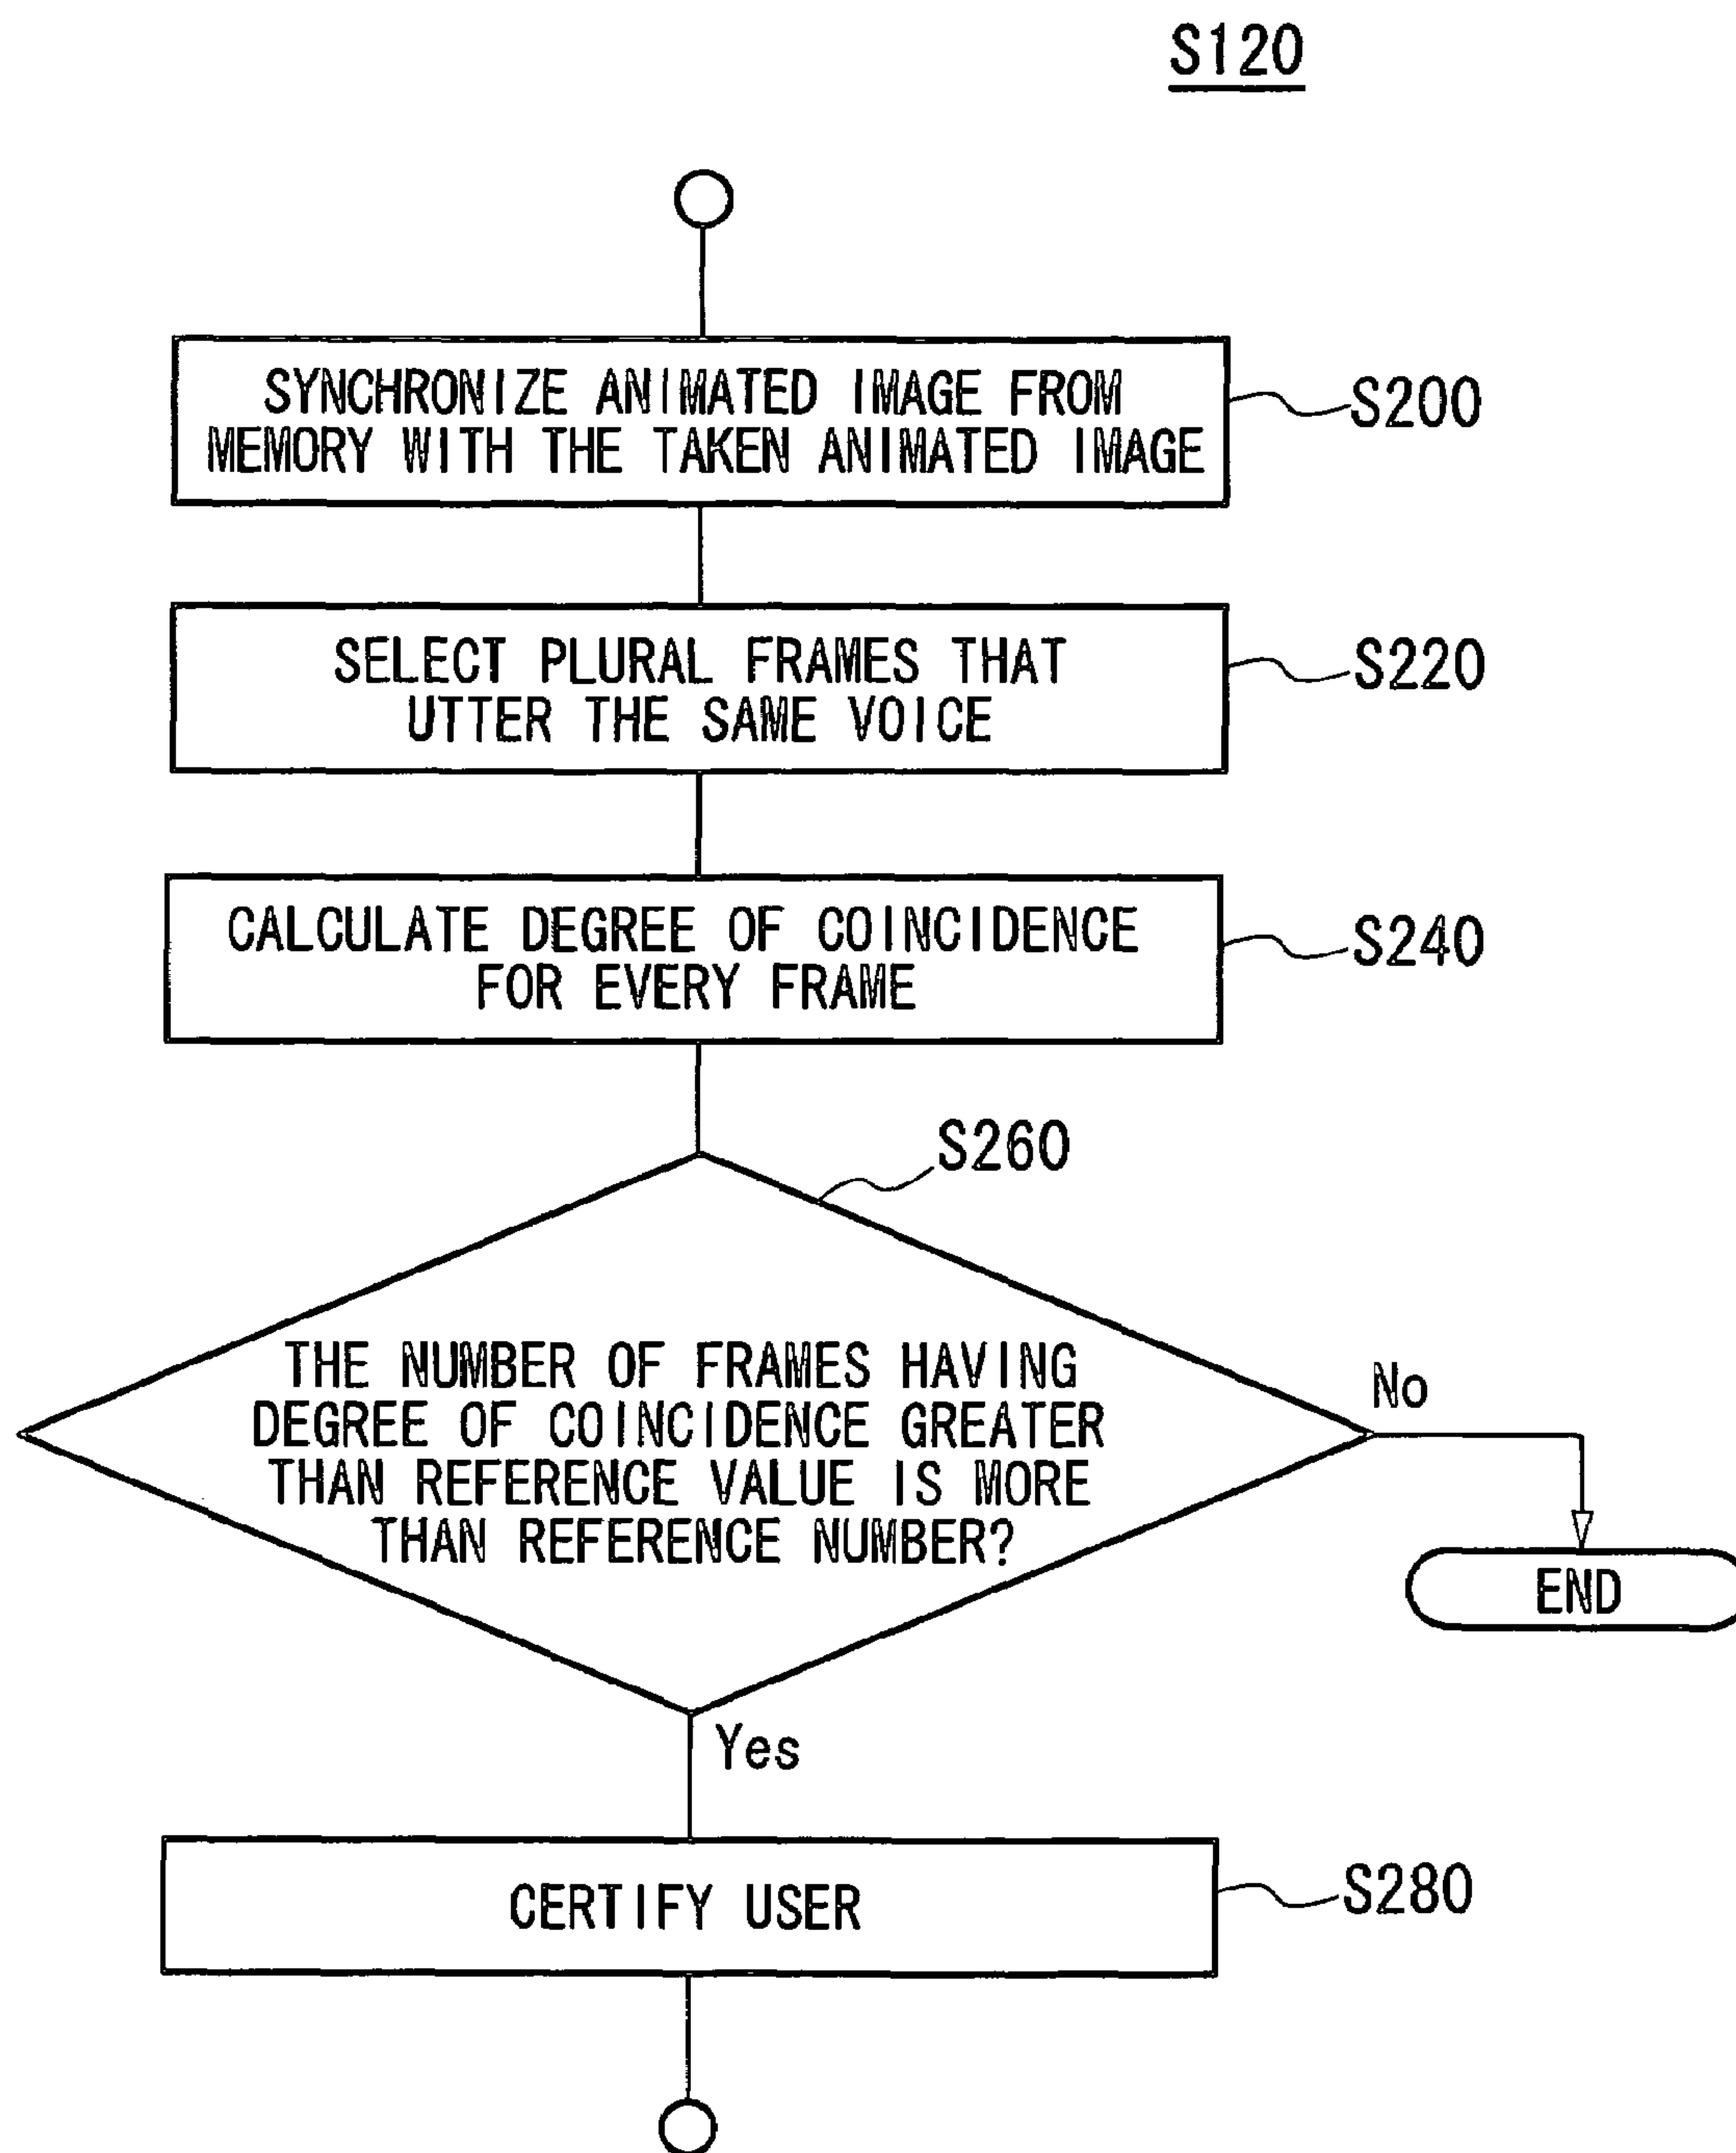 S120
SYNCHRONIZE ANIMATED IMAGE FROM
MEMORY WITH THE TAKEN ANIMATED IMAGE
S200
SELECT PLURAL FRAMES THAT
UTTER THE SAME VOICE
S220
CALCULATE DEGREE OF COINCIDENCE
FOR EVERY FRAME
S240
S260
THE NUMBER OF FRAMES HAVING
DEGREE OF COINCIDENCE GREATER
THAN REFERENCE VALUE IS MORE
THAN REFERENCE NUMBER?
No
END
Yes
CERTIFY USER
S280